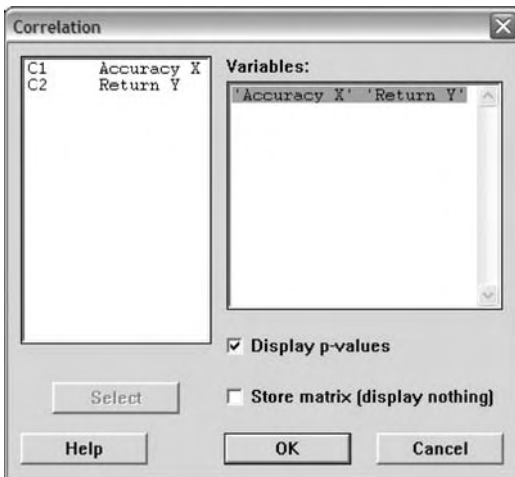 Correlation
C1 Accuracy X
C2 Return Y
Variables:
'Accuracy X' 'Return Y'
Display p-values
Select
Store matrix (display nothing)
Help
OK
Cancel